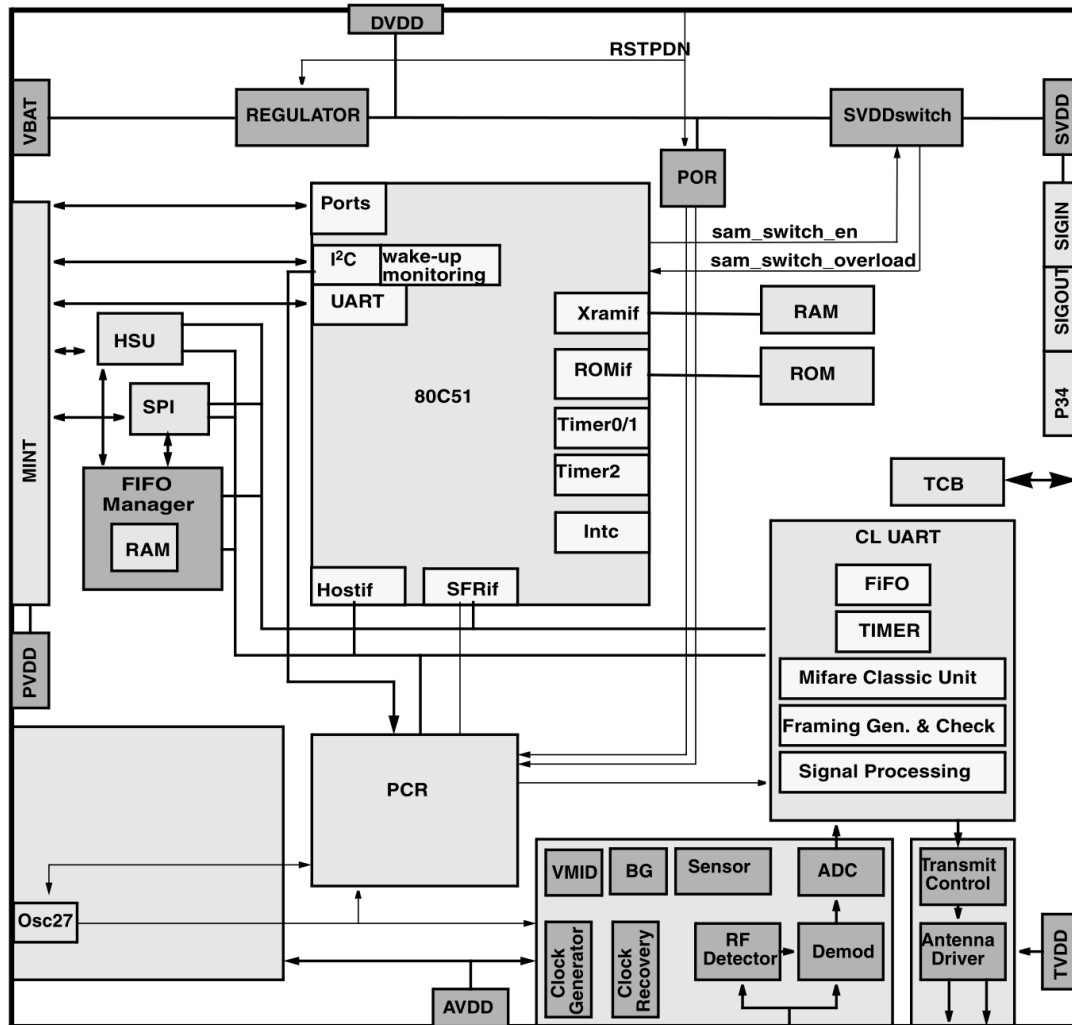 DVDD
RSTPDN
VBAT
REGULATOR
SVDDswitch
SVDD
POR
Ports
SIGIN
sam_switch_en
I²C
wake-up
monitoring
sam_switch_overload
UART
Xramif
RAM
SIGOUT
HSU
ROMif
ROM
80C51
SPI
P34
Timer0/1
MINT
Timer2
FIFO
Manager
TCB
RAM
Intc
CL UART
Hostif
SFRif
FiFO
TIMER
PVDD
Mifare Classic Unit
Framing Gen. & Check
Signal Processing
PCR
VMID
BG
Sensor
ADC
Transmit
Control
Osc27
Clock
Generator
Clock
Recovery
RF
Detector
Demod
Antenna
Driver
TVDD
AVDD